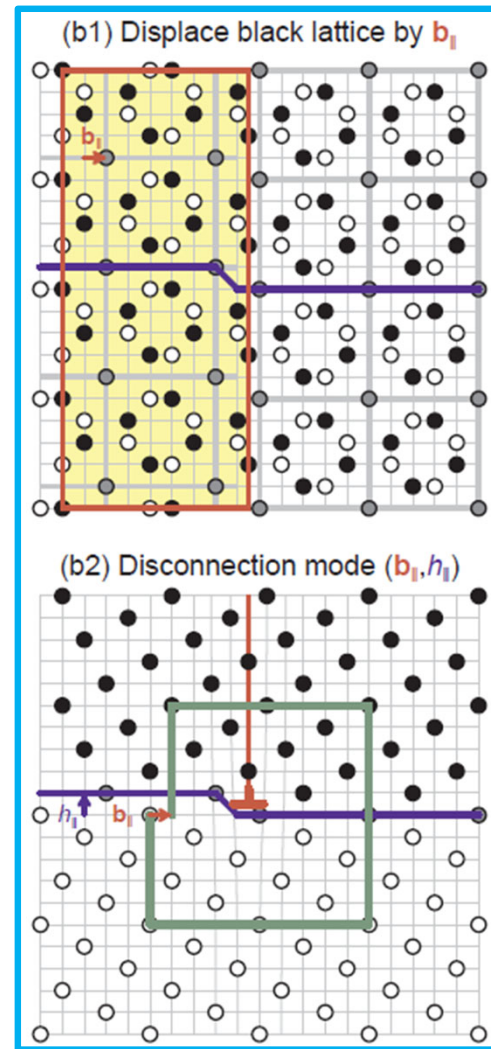 (b1) Displace black lattice by b∥
b∥
(b2) Disconnection mode (b∥,h∥)
h∥
b∥